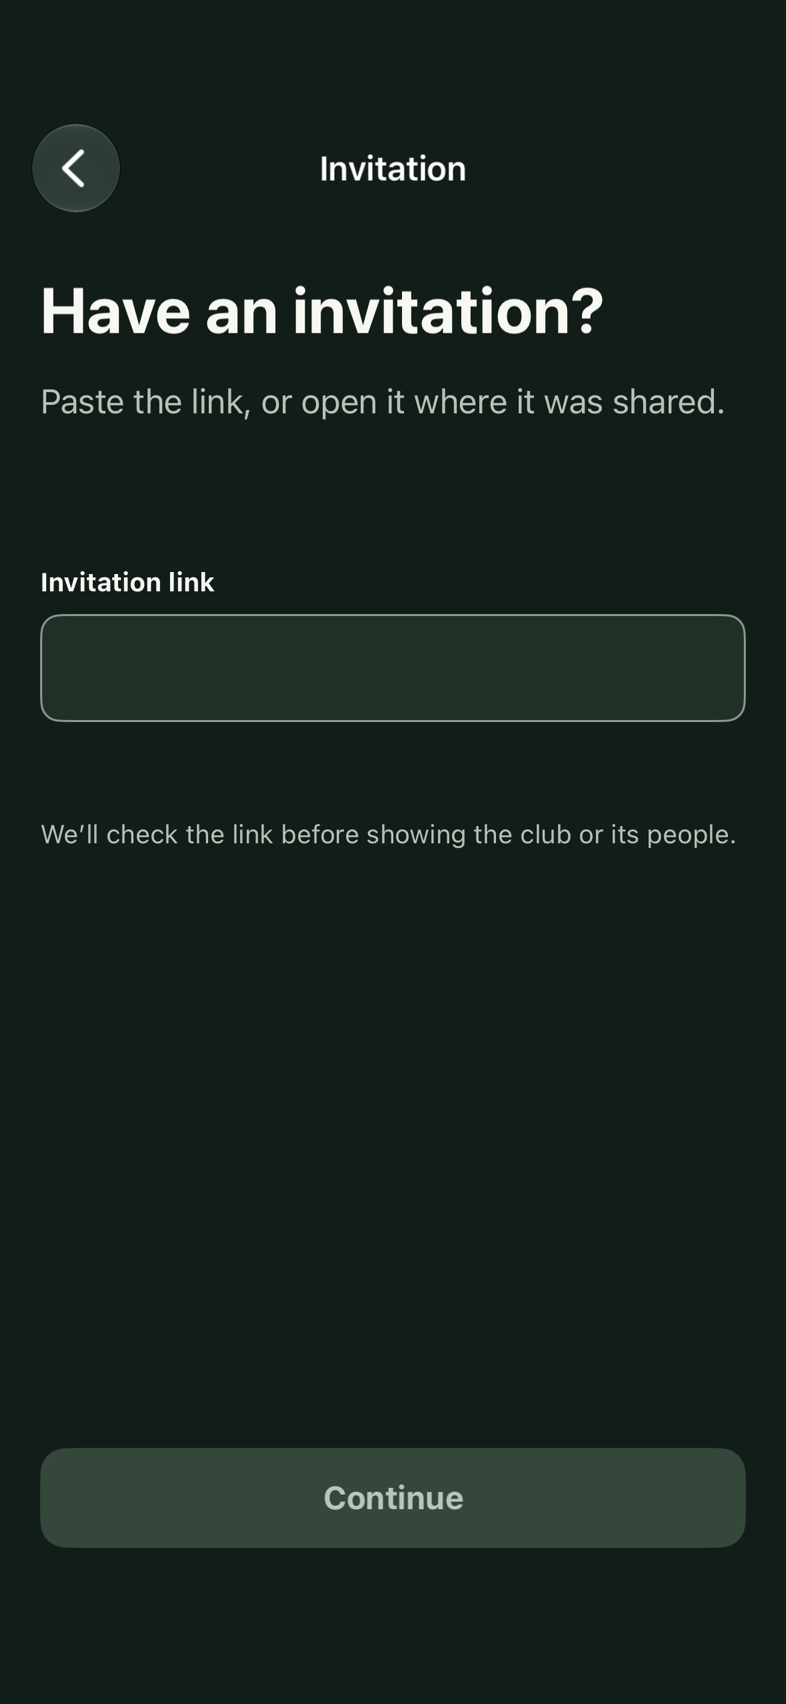 Invitation
Have an invitation?
Paste the link, or open it where it was shared.
Invitation link
We’ll check the link before showing the club or its people.
Continue